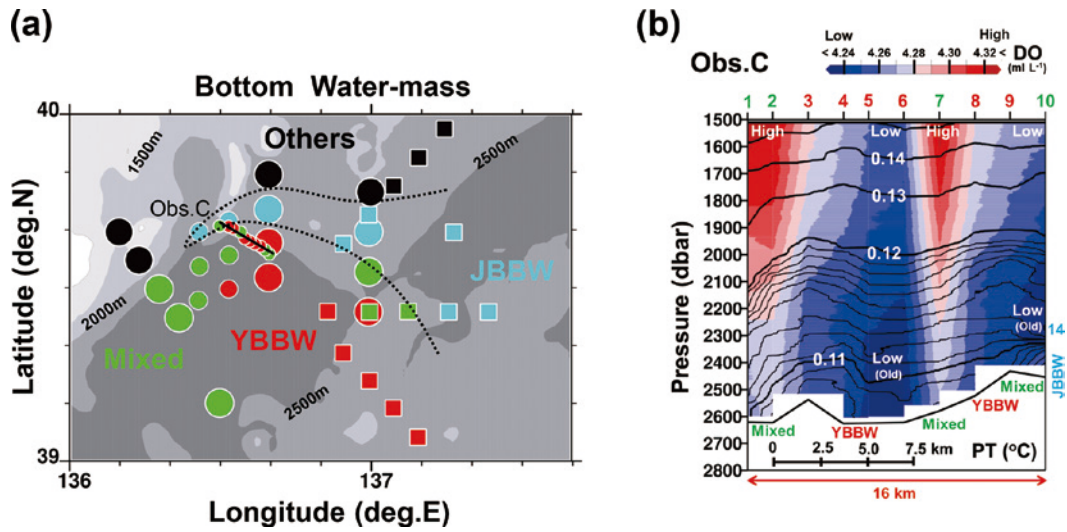 (a)
Bottom Water-mass
40
39
Latitude (deg.N)
136
137
Longitude (deg.E)
1500m
2000m
2500m
2500m
Others
Obs.C
JBBW
YBBW
Mixed
(b)
Obs.C
Low High
< 4.24 4.26 4.28 4.30 4.32 < DO
(ml L⁻¹)
1 2 3 4 5 6 7 8 9 10
High Low High Low
1500
1600
1700
1800
1900
2000
2100
2200
2300
2400
2500
2600
2700
2800
Pressure (dbar)
0.14
0.13
0.12
0.11
Low
(Old)
Low
(Old)
14
JBBW
Mixed
YBBW
Mixed
YBBW
Mixed
0 2.5 5.0 7.5 km PT (°C)
16 km